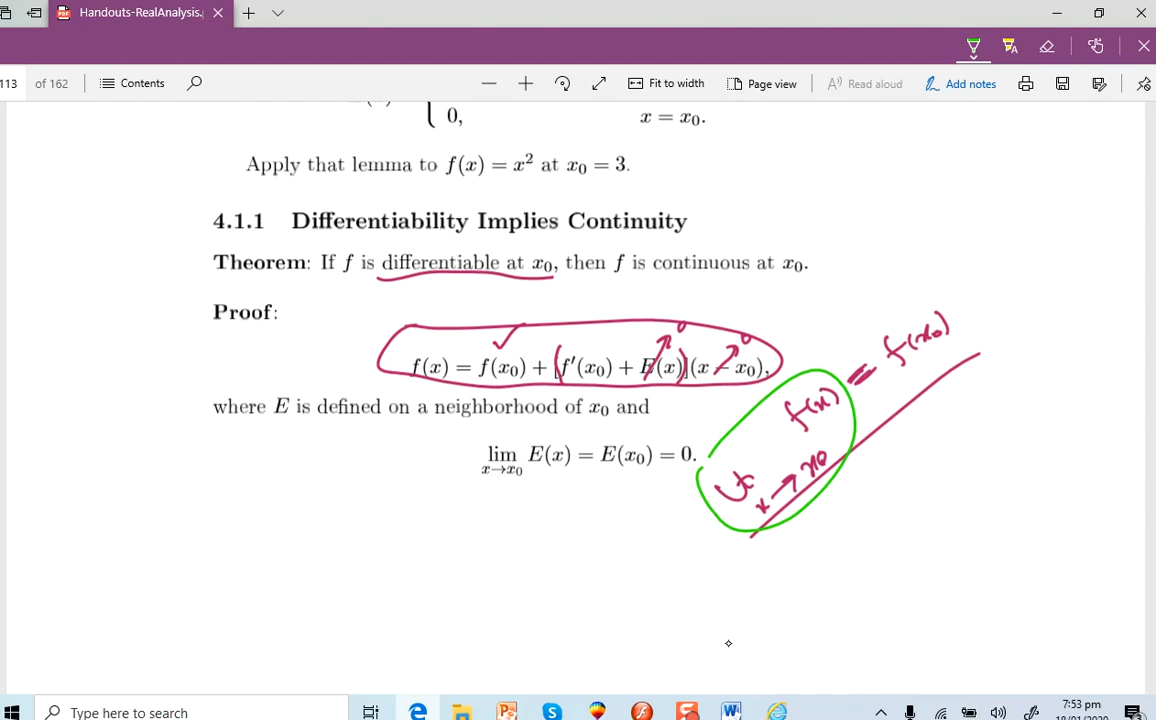 Handouts-RealAnalysis.
113 of 162 Contents Fit to width Page view Read aloud Add notes
0, x = x₀.
Apply that lemma to f(x) = x² at x₀ = 3.
4.1.1 Differentiability Implies Continuity
Theorem: If f is differentiable at x₀, then f is continuous at x₀.
Proof:
f(x) = f(x₀) + [f′(x₀) + E(x)](x − x₀),
0 0
where E is defined on a neighborhood of x₀ and
lim x→x₀ E(x) = E(x₀) = 0.
x→x₀ f(x) = f(x₀)
Type here to search
7:53 pm